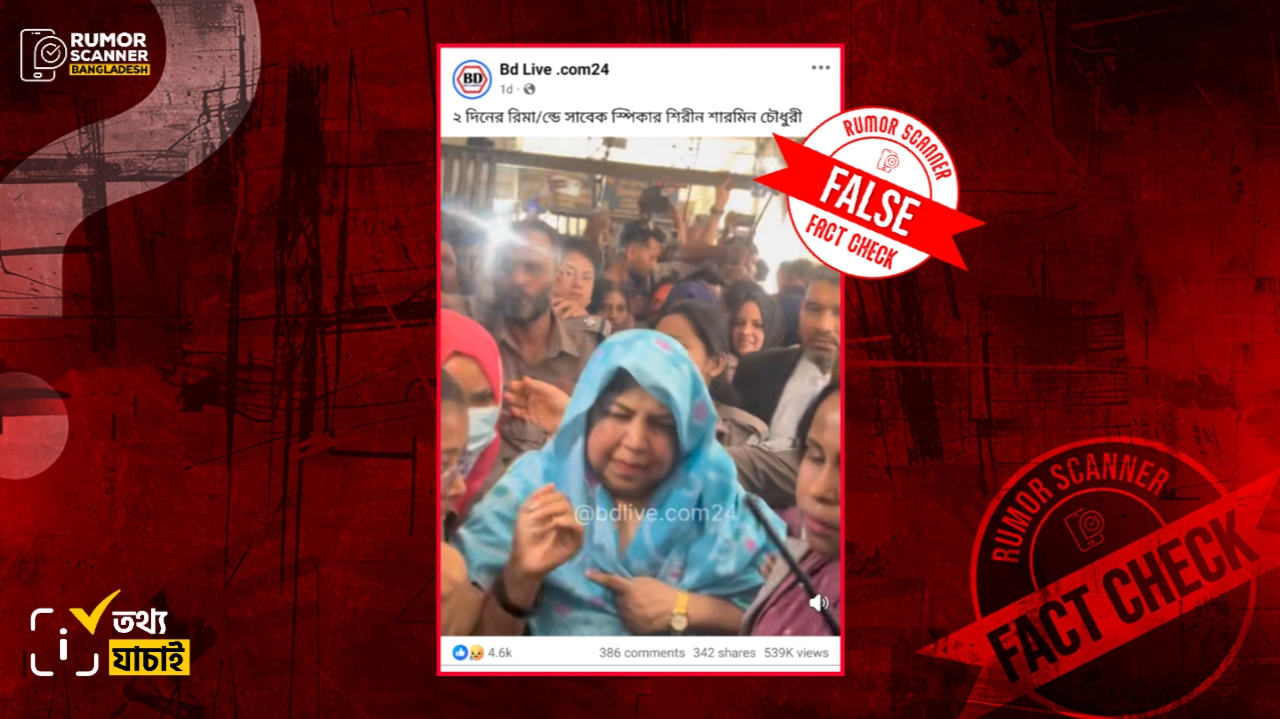 RUMOR
SCANNER
BANGLADESH
Bd Live .com24
1d
২ দিনের রিমা/ন্ডে সাবেক স্পিকার শিরীন শারমিন চৌধুরী
BD
RUMOR SCANNER
FALSE
FACT CHECK
@bdlive.com24
4.6k
386 comments 342 shares 539K views
তথ্য
যাচাই
RUMOR SCANNER
FACT CHECK